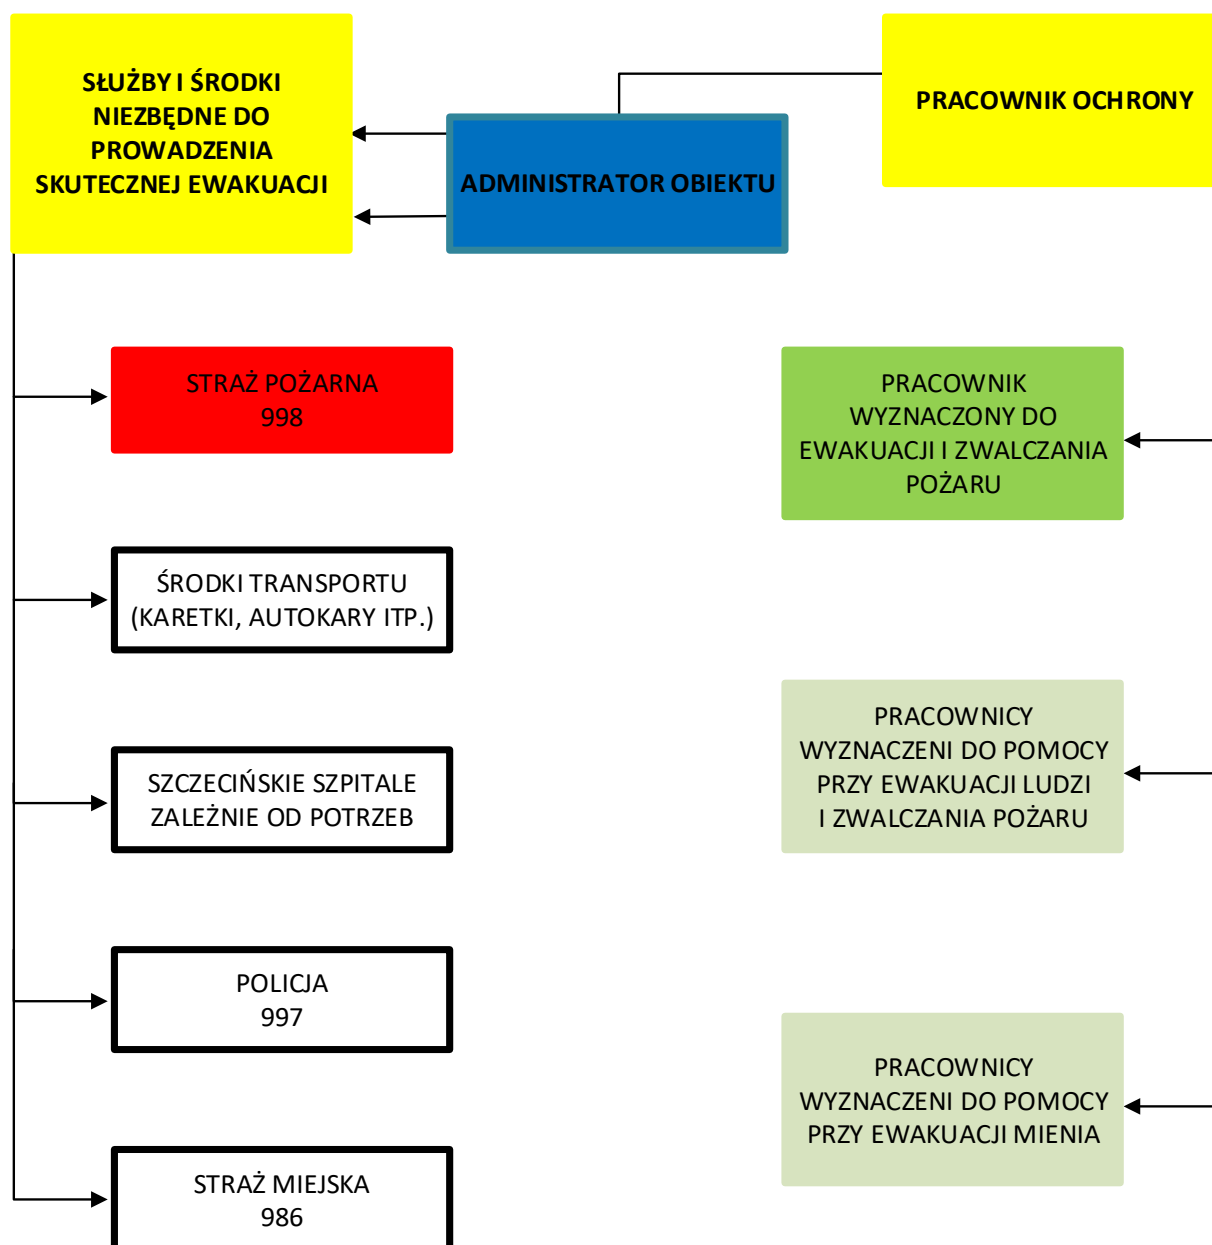 SŁUŻBY I ŚRODKI
NIEZBĘDNE DO
PROWADZENIA
SKUTECZNEJ EWAKUACJI
ADMINISTRATOR OBIEKTU
PRACOWNIK OCHRONY
STRAŻ POŻARNA
998
ŚRODKI TRANSPORTU
(KARETKI, AUTOKARY ITP.)
SZCZECIŃSKIE SZPITALE
ZALEŻNIE OD POTRZEB
POLICJA
997
STRAŻ MIEJSKA
986
PRACOWNIK
WYZNACZONY DO
EWAKUACJI I ZWALCZANIA
POŻARU
PRACOWNICY
WYZNACZENI DO POMOCY
PRZY EWAKUACJI LUDZI
I ZWALCZANIA POŻARU
PRACOWNICY
WYZNACZENI DO POMOCY
PRZY EWAKUACJI MIENIA